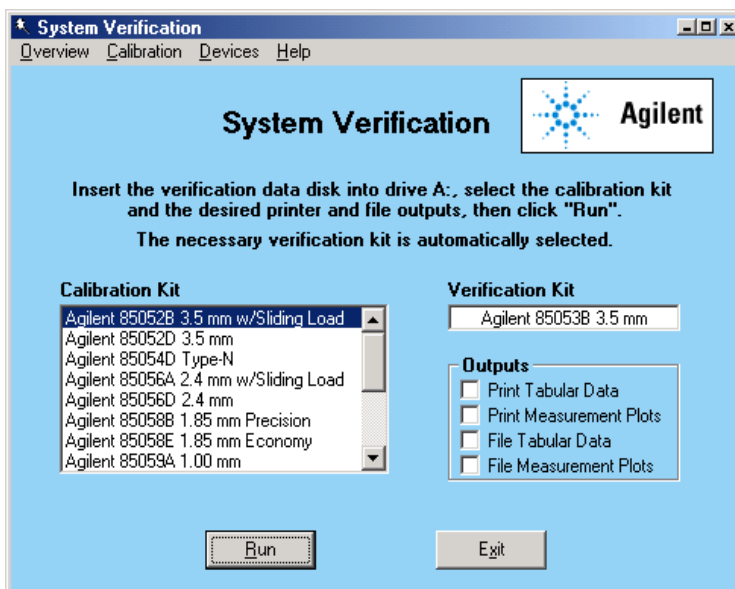 System Verification
Overview Calibration Devices Help
System Verification
Agilent
Insert the verification data disk into drive A:, select the calibration kit
and the desired printer and file outputs, then click "Run".
The necessary verification kit is automatically selected.
Calibration Kit
Agilent 85052B 3.5 mm w/Sliding Load
Agilent 85052D 3.5 mm
Agilent 85054D Type-N
Agilent 85056A 2.4 mm w/Sliding Load
Agilent 85056D 2.4 mm
Agilent 85058B 1.85 mm Precision
Agilent 85058E 1.85 mm Economy
Agilent 85059A 1.00 mm
Verification Kit
Agilent 85053B 3.5 mm
Outputs
Print Tabular Data
Print Measurement Plots
File Tabular Data
File Measurement Plots
Run
Exit